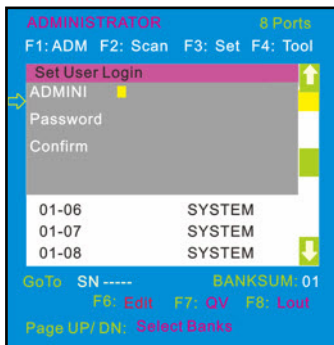 ADMINISTRATOR 8 Ports
F1: ADM F2: Scan F3: Set F4: Tool
Set User Login
ADMINI
Password
Confirm
01-06 SYSTEM
01-07 SYSTEM
01-08 SYSTEM
GoTo SN ----- BANKSUM: 01
F6: Edit F7: QV F8: Lout
Page UP/ DN: Select Banks